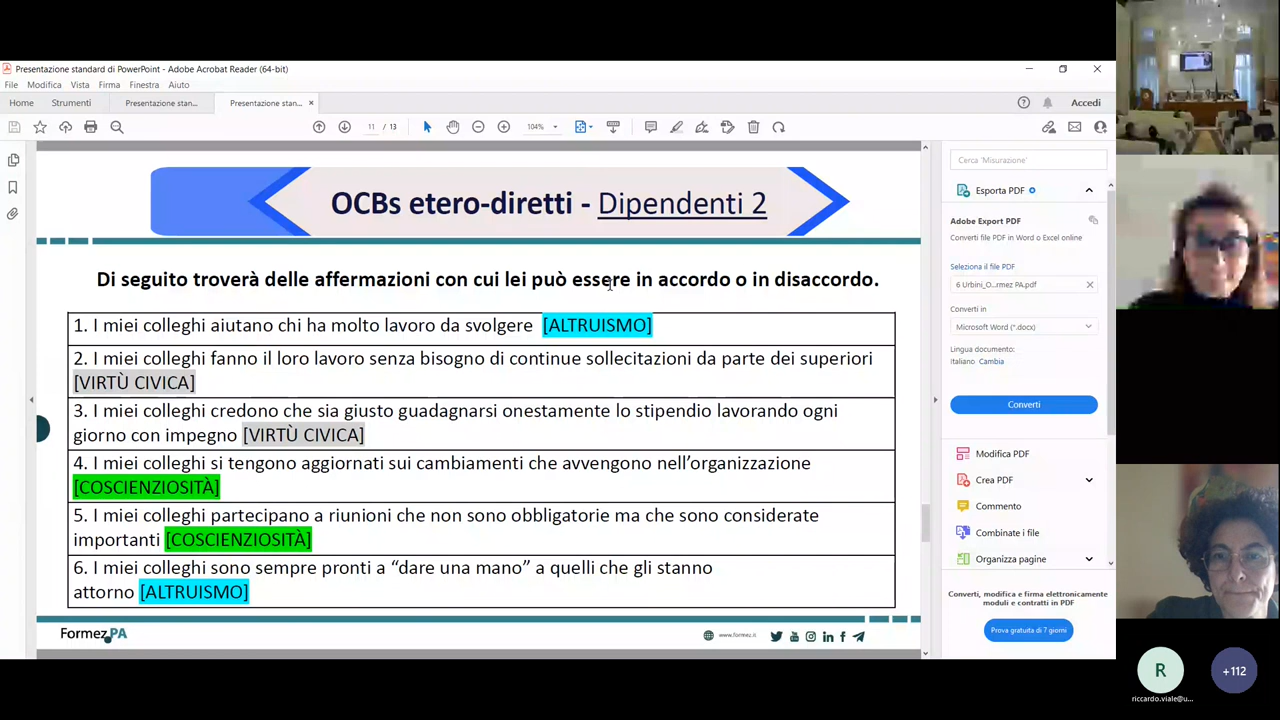 Presentazione standard di PowerPoint - Adobe Acrobat Reader (64-bit)
File Modifica Vista Firma Finestra Aiuto
Home Strumenti Presentazione stan... Presentazione stan... × Accedi
11 / 13 104%
OCBs etero-diretti - Dipendenti 2
Di seguito troverà delle affermazioni con cui lei può essere in accordo o in disaccordo.
1. I miei colleghi aiutano chi ha molto lavoro da svolgere [ALTRUISMO]
2. I miei colleghi fanno il loro lavoro senza bisogno di continue sollecitazioni da parte dei superiori
[VIRTÙ CIVICA]
3. I miei colleghi credono che sia giusto guadagnarsi onestamente lo stipendio lavorando ogni
giorno con impegno [VIRTÙ CIVICA]
4. I miei colleghi si tengono aggiornati sui cambiamenti che avvengono nell’organizzazione
[COSCIENZIOSITÀ]
5. I miei colleghi partecipano a riunioni che non sono obbligatorie ma che sono considerate
importanti [COSCIENZIOSITÀ]
6. I miei colleghi sono sempre pronti a “dare una mano” a quelli che gli stanno
attorno [ALTRUISMO]
FormezPA
Cerca 'Misurazione'
Esporta PDF
Adobe Export PDF
Converti file PDF in Word o Excel online
Seleziona il file PDF
6 Urbini_O...rmez PA.pdf
Converti in
Microsoft Word (*.docx)
Lingua documento:
Italiano Cambia
Converti
Modifica PDF
Crea PDF
Commento
Combinate i file
Organizza pagine
Converti, modifica e firma elettronicamente
moduli e contratti in PDF
Prova gratuita di 7 giorni
R
+112
riccardo.viale@u...